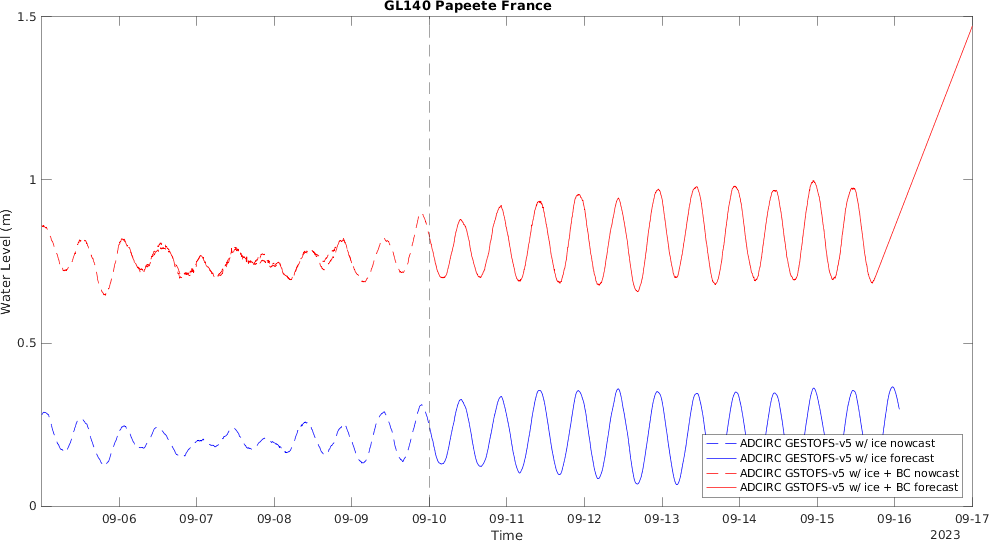 GL140 Papeete France
1.5
1
0.5
0
Water Level (m)
ADCIRC GESTOFS-v5 w/ ice nowcast
ADCIRC GESTOFS-v5 w/ ice forecast
ADCIRC GSTOFS-v5 w/ ice + BC nowcast
ADCIRC GSTOFS-v5 w/ ice + BC forecast
09-06 09-07 09-08 09-09 09-10 09-11 09-12 09-13 09-14 09-15 09-16 09-17
Time
2023